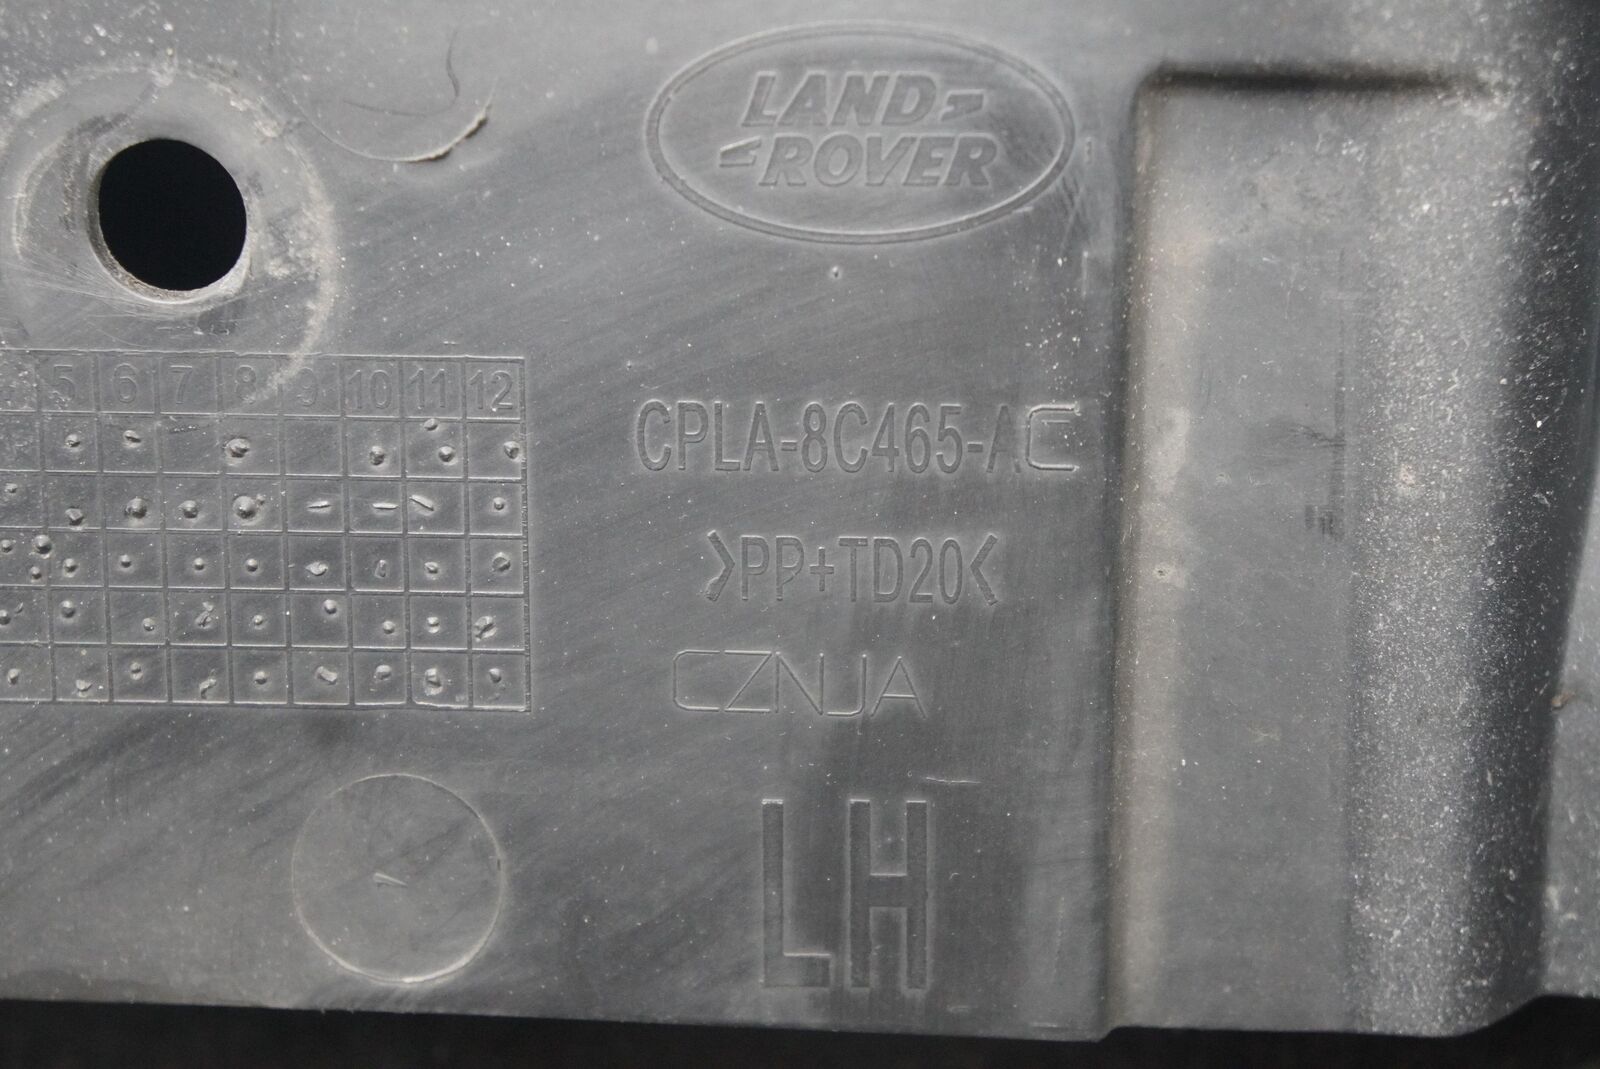 LAND
ROVER
5 6 7 8 9 10 11 12
CPLA-8C465-AC
>PP+TD20<
CZNJA
LH